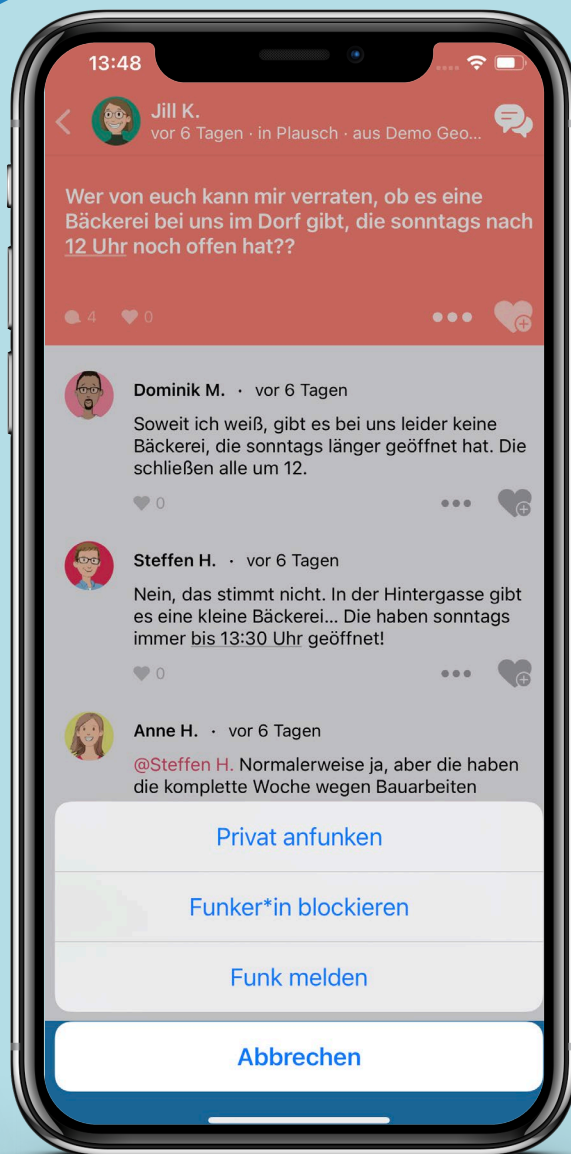 13:48
Jill K.
vor 6 Tagen · in Plausch · aus Demo Geo...
Wer von euch kann mir verraten, ob es eine
Bäckerei bei uns im Dorf gibt, die sonntags nach
12 Uhr noch offen hat??
4 0
Dominik M. · vor 6 Tagen
Soweit ich weiß, gibt es bei uns leider keine
Bäckerei, die sonntags länger geöffnet hat. Die
schließen alle um 12.
0
Steffen H. · vor 6 Tagen
Nein, das stimmt nicht. In der Hintergasse gibt
es eine kleine Bäckerei... Die haben sonntags
immer bis 13:30 Uhr geöffnet!
0
Anne H. · vor 6 Tagen
@Steffen H. Normalerweise ja, aber die haben
die komplette Woche wegen Bauarbeiten
Privat anfunken
Funker*in blockieren
Funk melden
Abbrechen